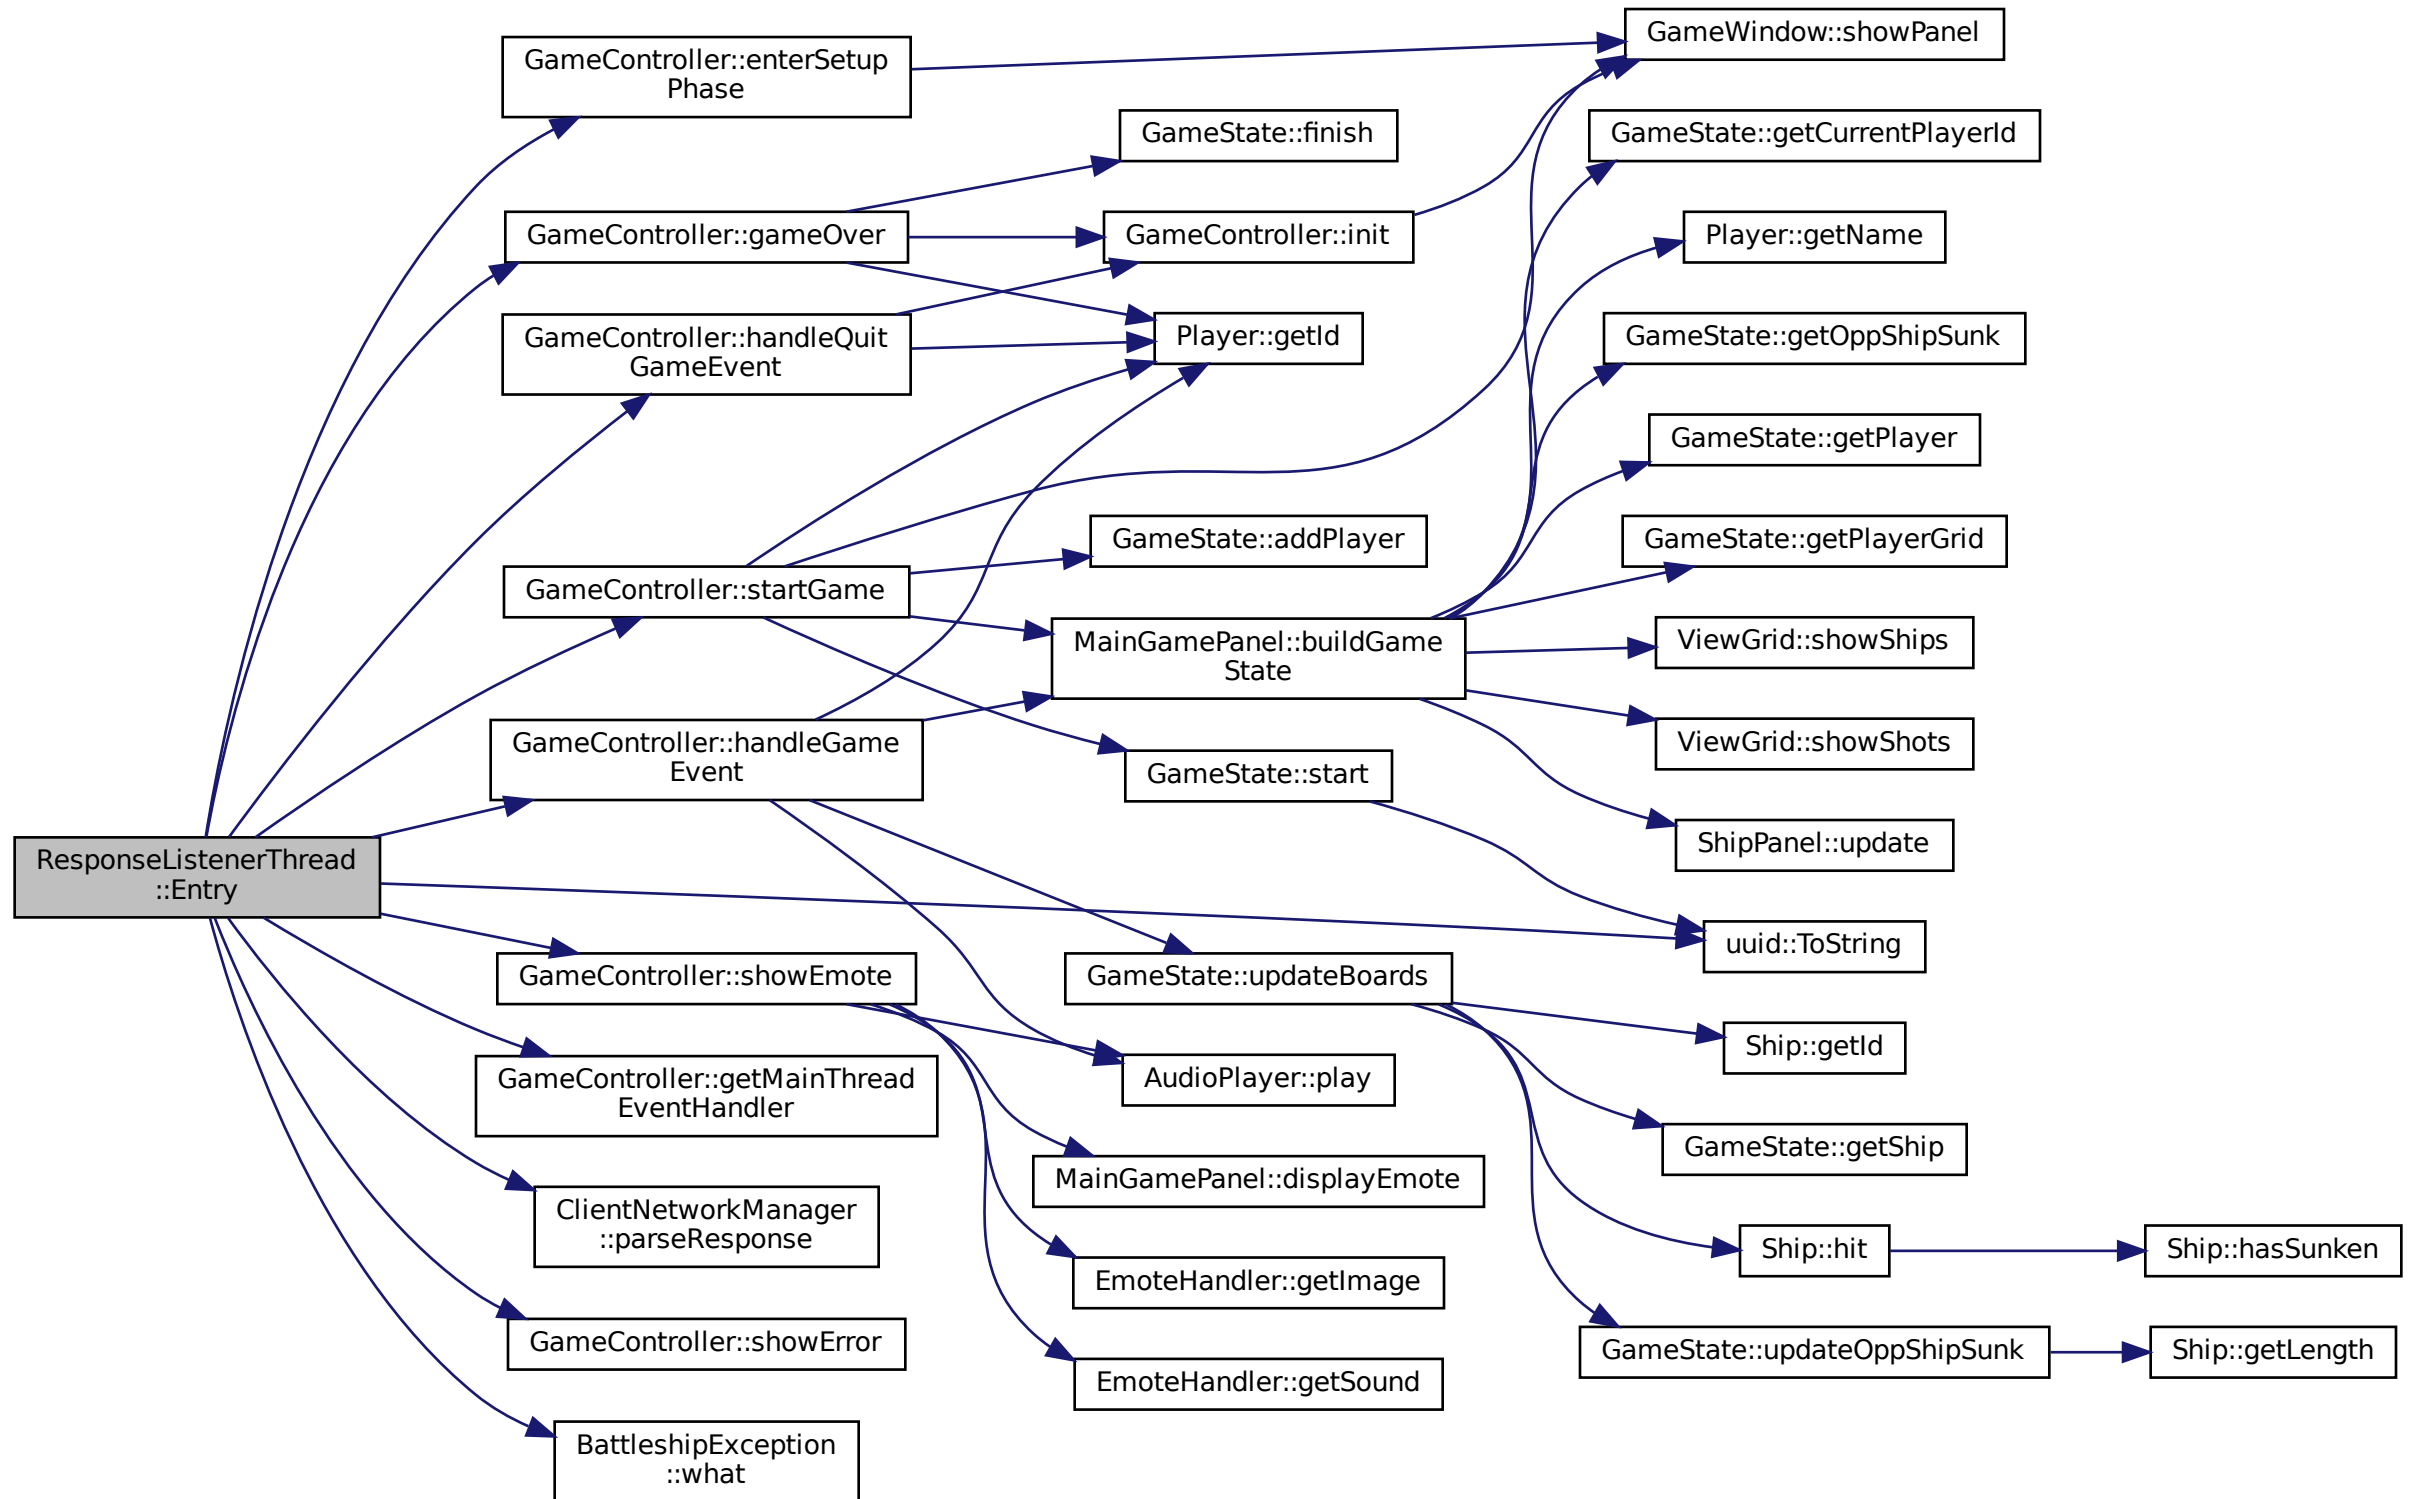 ResponseListenerThread
::Entry
GameController::enterSetup
Phase
GameController::gameOver
GameController::handleQuit
GameEvent
GameController::startGame
GameController::handleGame
Event
GameController::showEmote
GameController::getMainThread
EventHandler
ClientNetworkManager
::parseResponse
GameController::showError
BattleshipException
::what
GameState::finish
GameController::init
Player::getId
GameState::addPlayer
MainGamePanel::buildGame
State
GameState::start
GameState::updateBoards
AudioPlayer::play
MainGamePanel::displayEmote
EmoteHandler::getImage
EmoteHandler::getSound
GameWindow::showPanel
GameState::getCurrentPlayerId
Player::getName
GameState::getOppShipSunk
GameState::getPlayer
GameState::getPlayerGrid
ViewGrid::showShips
ViewGrid::showShots
ShipPanel::update
uuid::ToString
Ship::getId
GameState::getShip
Ship::hit
GameState::updateOppShipSunk
Ship::hasSunken
Ship::getLength